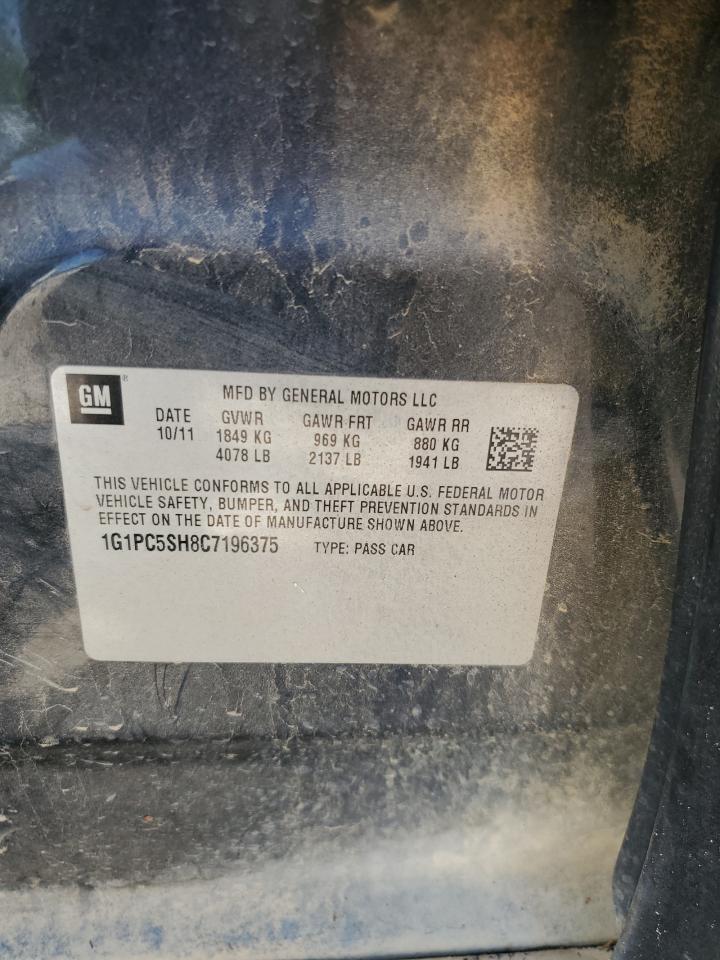 GM
MFD BY GENERAL MOTORS LLC
DATE GVWR GAWR FRT GAWR RR
10/11 1849 KG 969 KG 880 KG
4078 LB 2137 LB 1941 LB
THIS VEHICLE CONFORMS TO ALL APPLICABLE U.S. FEDERAL MOTOR
VEHICLE SAFETY, BUMPER, AND THEFT PREVENTION STANDARDS IN
EFFECT ON THE DATE OF MANUFACTURE SHOWN ABOVE.
1G1PC5SH8C7196375 TYPE: PASS CAR